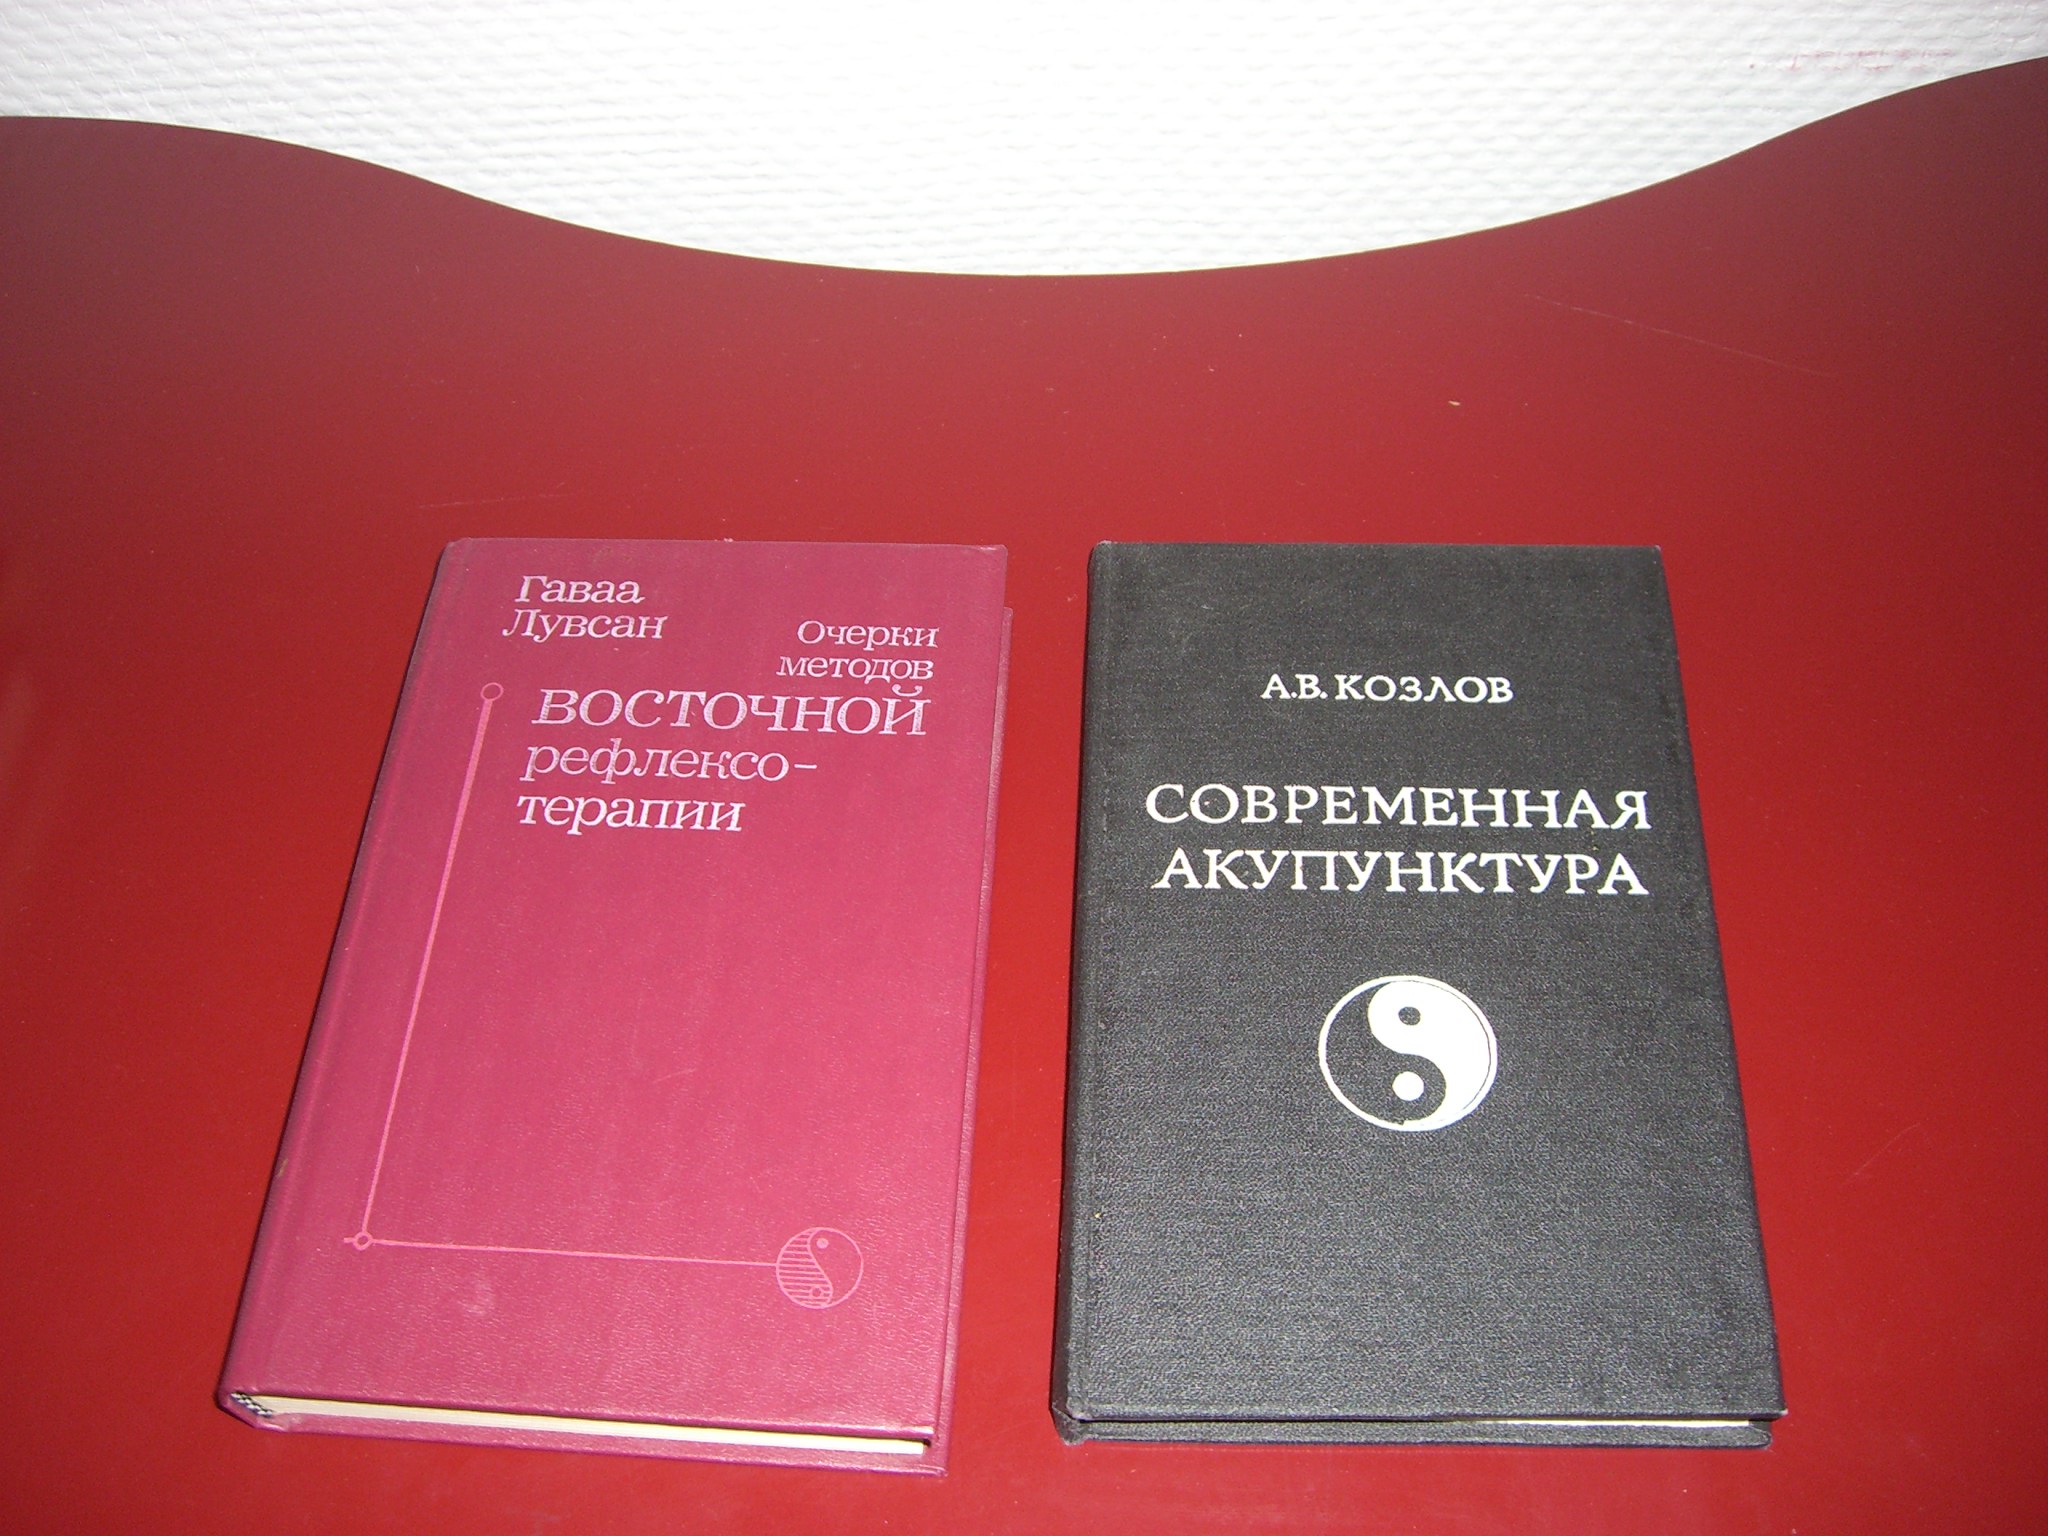 Гаваа
Лувсан
Очерки
методов
ВОСТОЧНОЙ
рефлексо-
терапии
А.В. КОЗЛОВ
СОВРЕМЕННАЯ
АКУПУНКТУРА